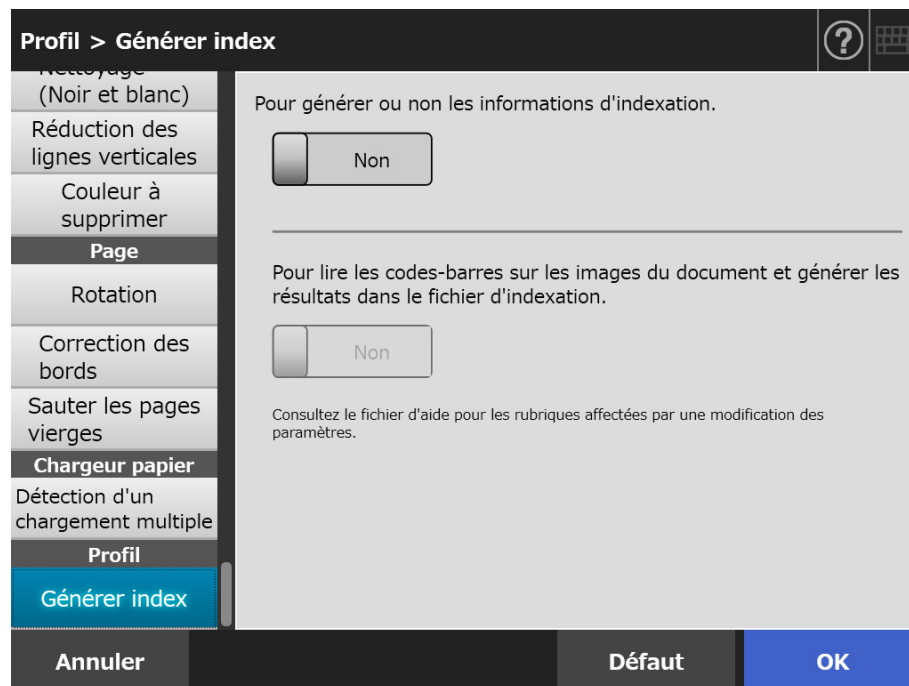 Profil > Générer index
?
Nettoyage
(Noir et blanc)
Réduction des
lignes verticales
Couleur à
supprimer
Page
Rotation
Correction des
bords
Sauter les pages
vierges
Chargeur papier
Détection d'un
chargement multiple
Profil
Générer index
Pour générer ou non les informations d'indexation.
Non
Pour lire les codes-barres sur les images du document et générer les
résultats dans le fichier d'indexation.
Non
Consultez le fichier d'aide pour les rubriques affectées par une modification des
paramètres.
Annuler
Défaut
OK